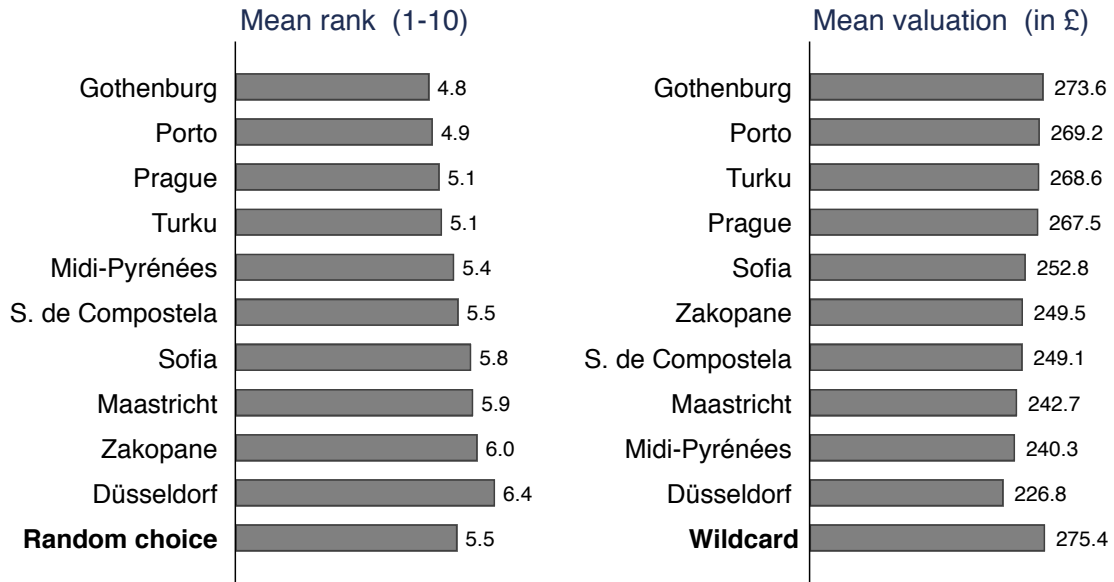 Mean rank (1-10)
Gothenburg 4.8
Porto 4.9
Prague 5.1
Turku 5.1
Midi-Pyrénées 5.4
S. de Compostela 5.5
Sofia 5.8
Maastricht 5.9
Zakopane 6.0
Düsseldorf 6.4
Random choice 5.5
Mean valuation (in £)
Gothenburg 273.6
Porto 269.2
Turku 268.6
Prague 267.5
Sofia 252.8
Zakopane 249.5
S. de Compostela 249.1
Maastricht 242.7
Midi-Pyrénées 240.3
Düsseldorf 226.8
Wildcard 275.4